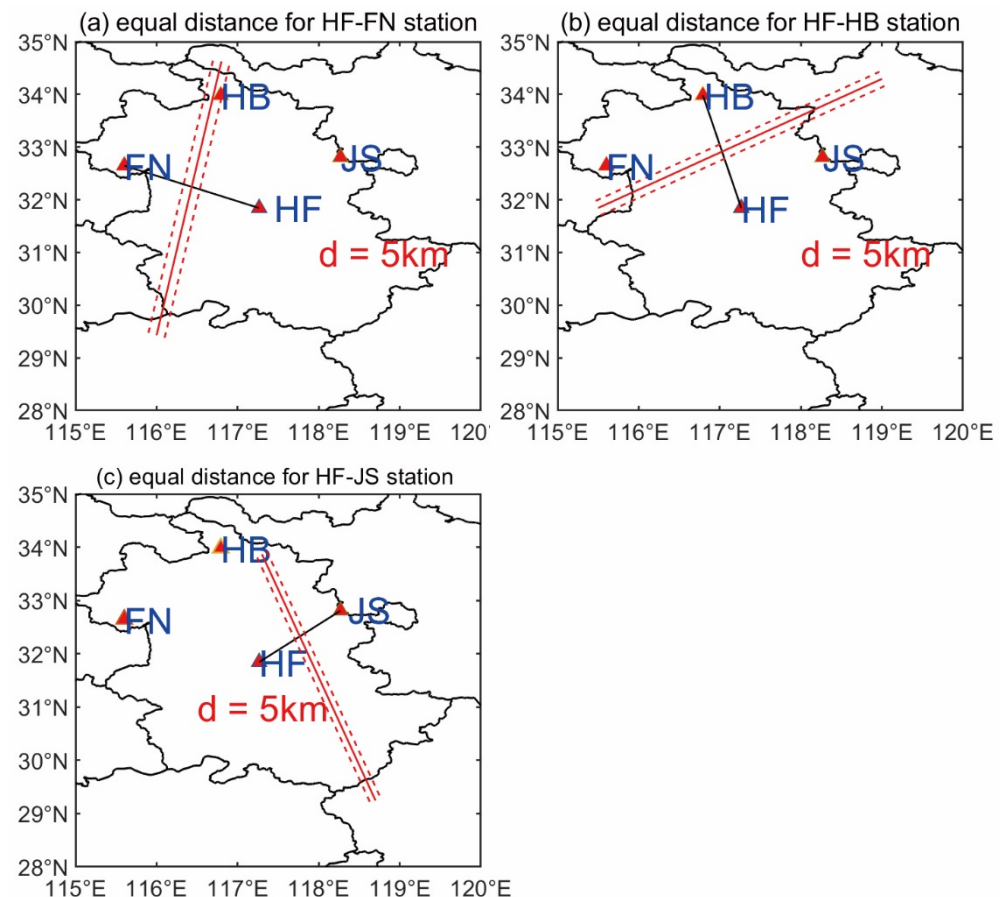 (a) equal distance for HF-FN station
35°N
34°N
33°N
32°N
31°N
30°N
29°N
28°N
115°E 116°E 117°E 118°E 119°E 120°
HB
FN
JS
HF
d = 5km
(b) equal distance for HF-HB station
35°N
34°N
33°N
32°N
31°N
30°N
29°N
28°N
115°E 116°E 117°E 118°E 119°E 120°E
HB
FN
JS
HF
d = 5km
(c) equal distance for HF-JS station
35°N
34°N
33°N
32°N
31°N
30°N
29°N
28°N
115°E 116°E 117°E 118°E 119°E 120°E
HB
FN
JS
HF
d = 5km